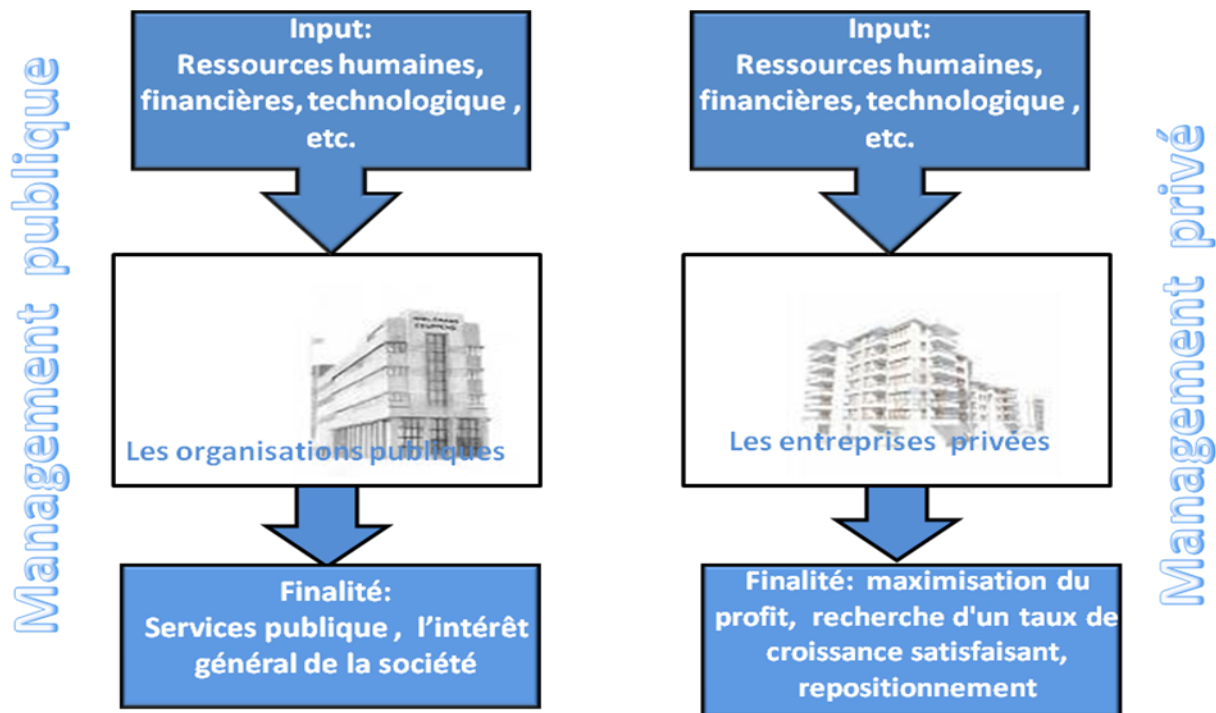 Management publique
Input:
Ressources humaines,
financières, technologique ,
etc.
Les organisations publiques
Finalité:
Services publique , l'intérêt
général de la société
Input:
Ressources humaines,
financières, technologique ,
etc.
Les entreprises privées
Finalité: maximisation du
profit, recherche d'un taux de
croissance satisfaisant,
repositionnement
Management privé